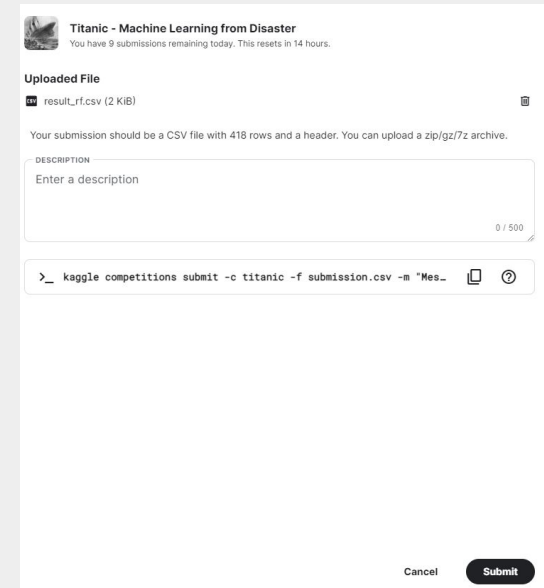 Titanic - Machine Learning from Disaster
You have 9 submissions remaining today. This resets in 14 hours.
Uploaded File
CSV result_rf.csv (2 KiB)
Your submission should be a CSV file with 418 rows and a header. You can upload a zip/gz/7z archive.
DESCRIPTION
Enter a description
0 / 500
>_ kaggle competitions submit -c titanic -f submission.csv -m "Mes…
Cancel Submit